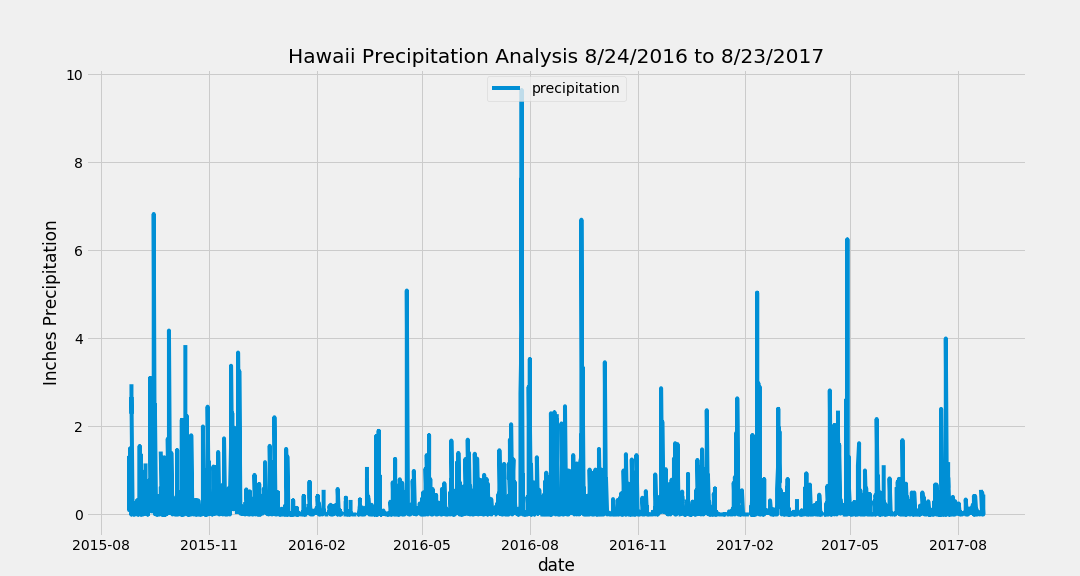 Hawaii Precipitation Analysis 8/24/2016 to 8/23/2017
precipitation
10
8
6
4
2
0
Inches Precipitation
2015-08 2015-11 2016-02 2016-05 2016-08 2016-11 2017-02 2017-05 2017-08
date